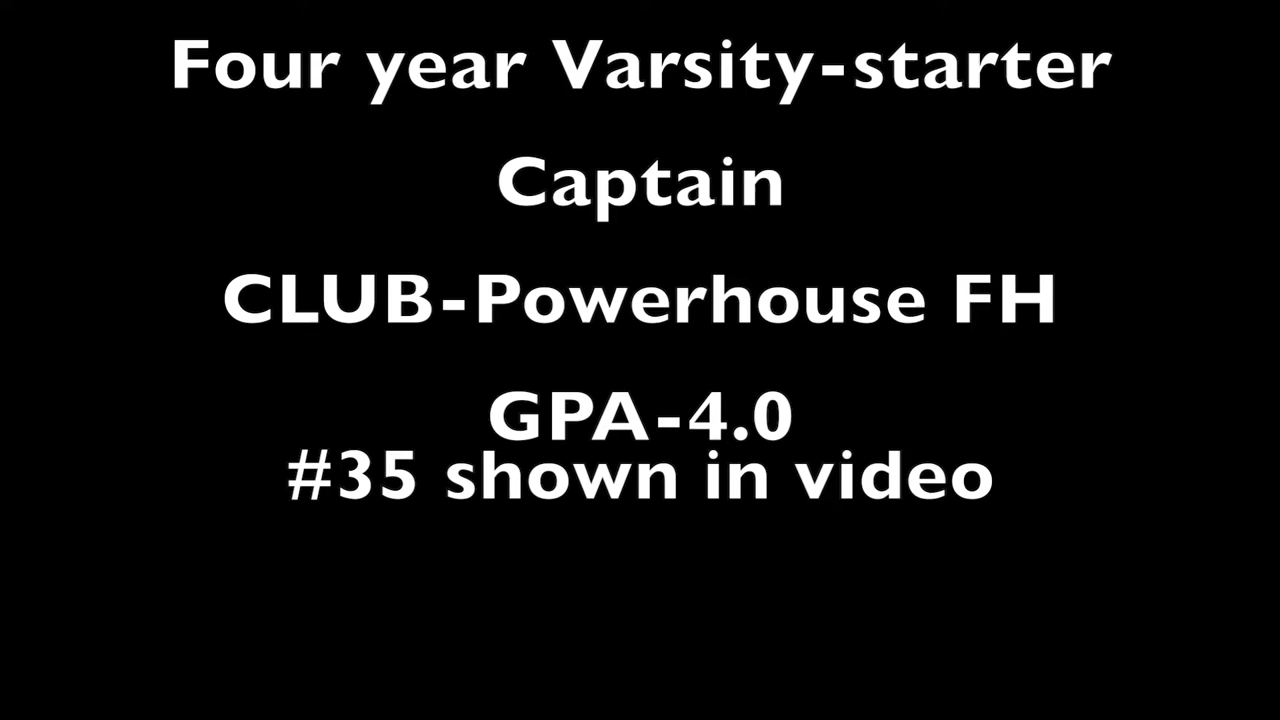 Four year Varsity-starter
Captain
CLUB-Powerhouse FH
GPA-4.0
#35 shown in video